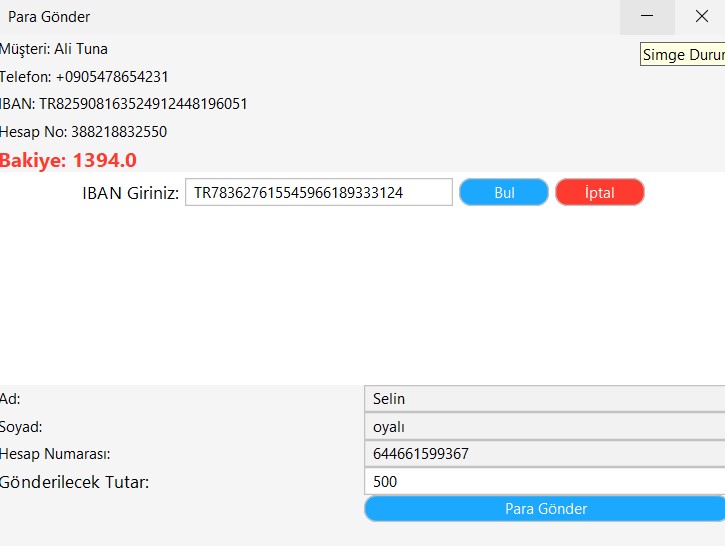 Para Gönder
Simge Durur
Müşteri: Ali Tuna
Telefon: +0905478654231
IBAN: TR825908163524912448196051
Hesap No: 388218832550
Bakiye: 1394.0
IBAN Giriniz: TR783627615545966189333124 Bul İptal
Ad: Selin
Soyad: oyalı
Hesap Numarası: 644661599367
Gönderilecek Tutar: 500
Para Gönder